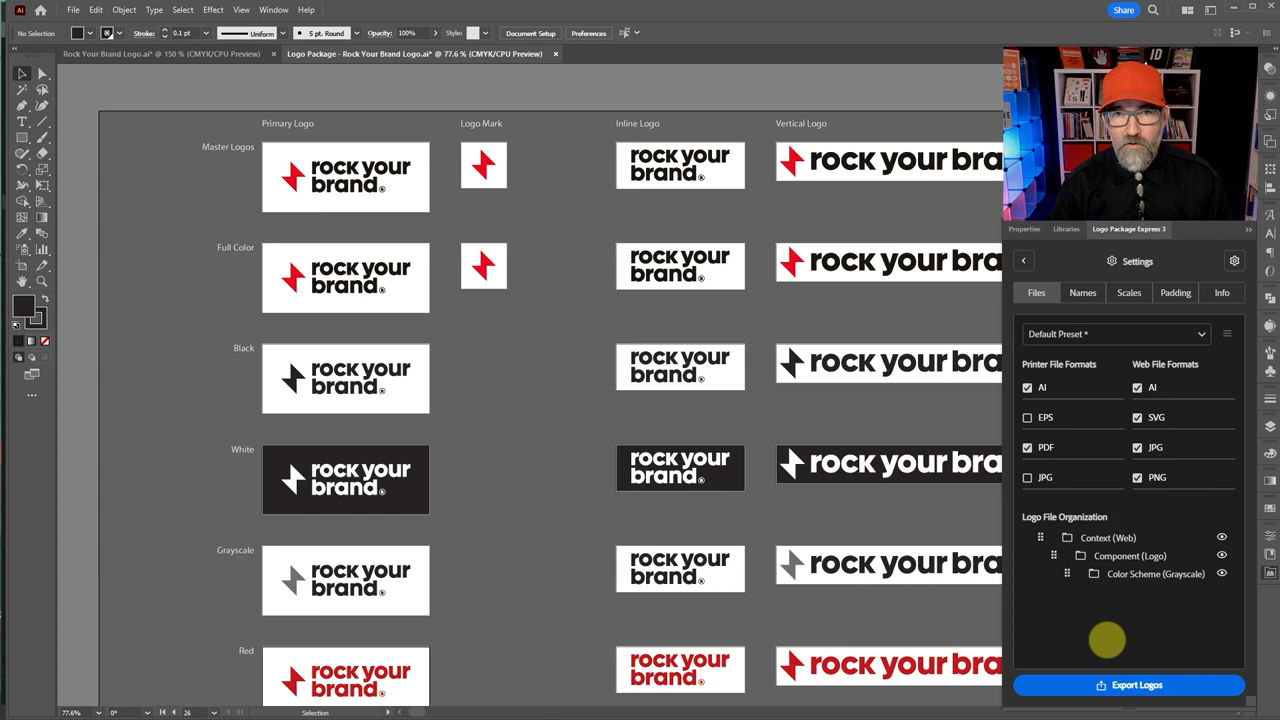 Ai File Edit Object Type Select Effect View Window Help Share
No Selection Stroke: 0.1 pt Uniform 5 pt. Round Opacity: 100% Style: Document Setup Preferences
Rock Your Brand Logo.ai* @ 150 % (CMYK/CPU Preview) × Logo Package - Rock Your Brand Logo.ai* @ 77.6 % (CMYK/CPU Preview) ×
Primary Logo Logo Mark Inline Logo Vertical Logo
Master Logos
rock your
brand®
rock your
brand®
rock your bra
Full Color
rock your
brand®
rock your
brand®
rock your bra
Black
rock your
brand®
rock your
brand®
rock your bra
White
rock your
brand®
rock your
brand®
rock your bra
Grayscale
rock your
brand®
rock your
brand®
rock your bra
Red
rock your
brand®
rock your
brand®
rock your bra
ID
Properties Libraries Logo Package Express 3
Settings
Files Names Scales Padding Info
Default Preset *
Printer File Formats Web File Formats
AI AI
EPS SVG
PDF JPG
JPG PNG
Logo File Organization
Context (Web)
Component (Logo)
Color Scheme (Grayscale)
Export Logos
77.6% 0° 26 Selection